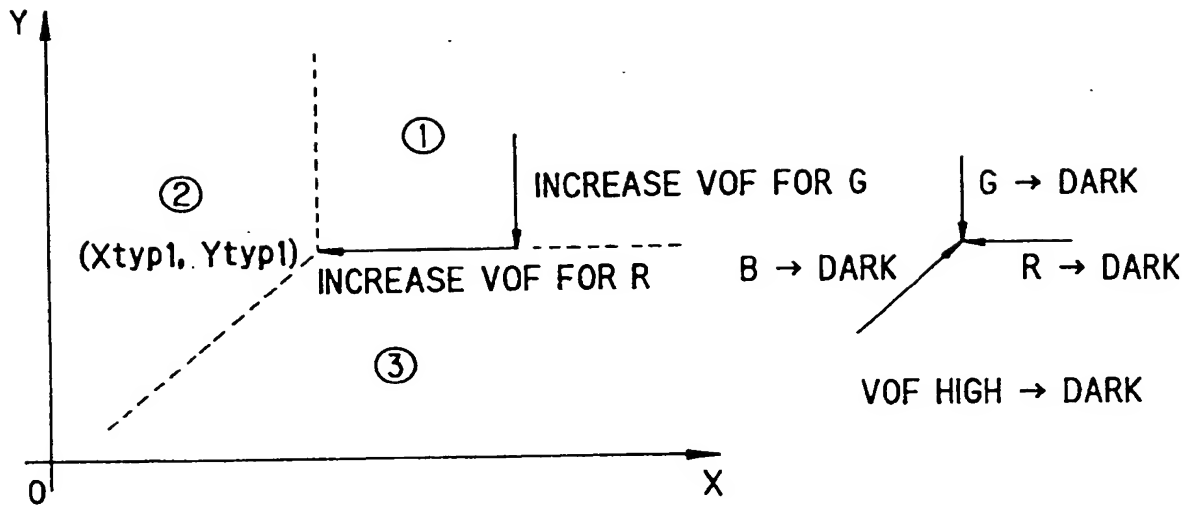 Y
①
INCREASE VOF FOR G
G → DARK
②
(Xtyp1, Ytyp1)
INCREASE VOF FOR R
B → DARK
R → DARK
③
VOF HIGH → DARK
0
X